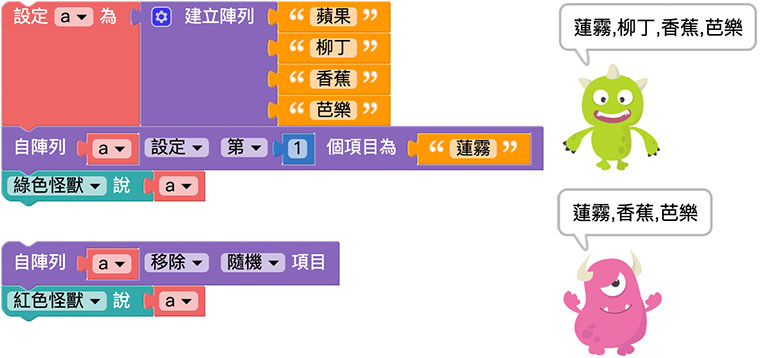 設定 a 為 建立陣列 “ 蘋果 ”
“ 柳丁 ”
“ 香蕉 ”
“ 芭樂 ”
自陣列 a 設定 第 1 個項目為 “ 蓮霧 ”
綠色怪獸 說 a
蓮霧,柳丁,香蕉,芭樂
自陣列 a 移除 隨機 項目
紅色怪獸 說 a
蓮霧,香蕉,芭樂